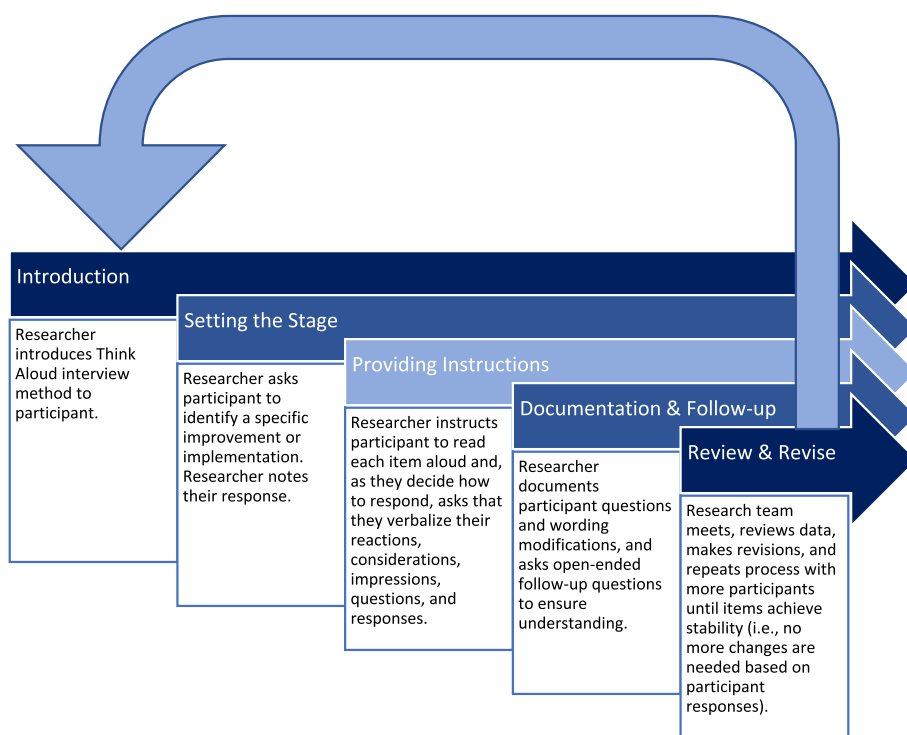 Introduction
Researcher
introduces Think
Aloud interview
method to
participant.
Setting the Stage
Researcher asks
participant to
identify a specific
improvement or
implementation.
Researcher notes
their response.
Providing Instructions
Researcher instructs
participant to read
each item aloud and,
as they decide how
to respond, asks that
they verbalize their
reactions,
considerations,
impressions,
questions, and
responses.
Documentation & Follow-up
Researcher
documents
participant questions
and wording
modifications, and
asks open-ended
follow-up questions
to ensure
understanding.
Review & Revise
Research team
meets, reviews data,
makes revisions, and
repeats process with
more participants
until items achieve
stability (i.e., no
more changes are
needed based on
participant
responses).